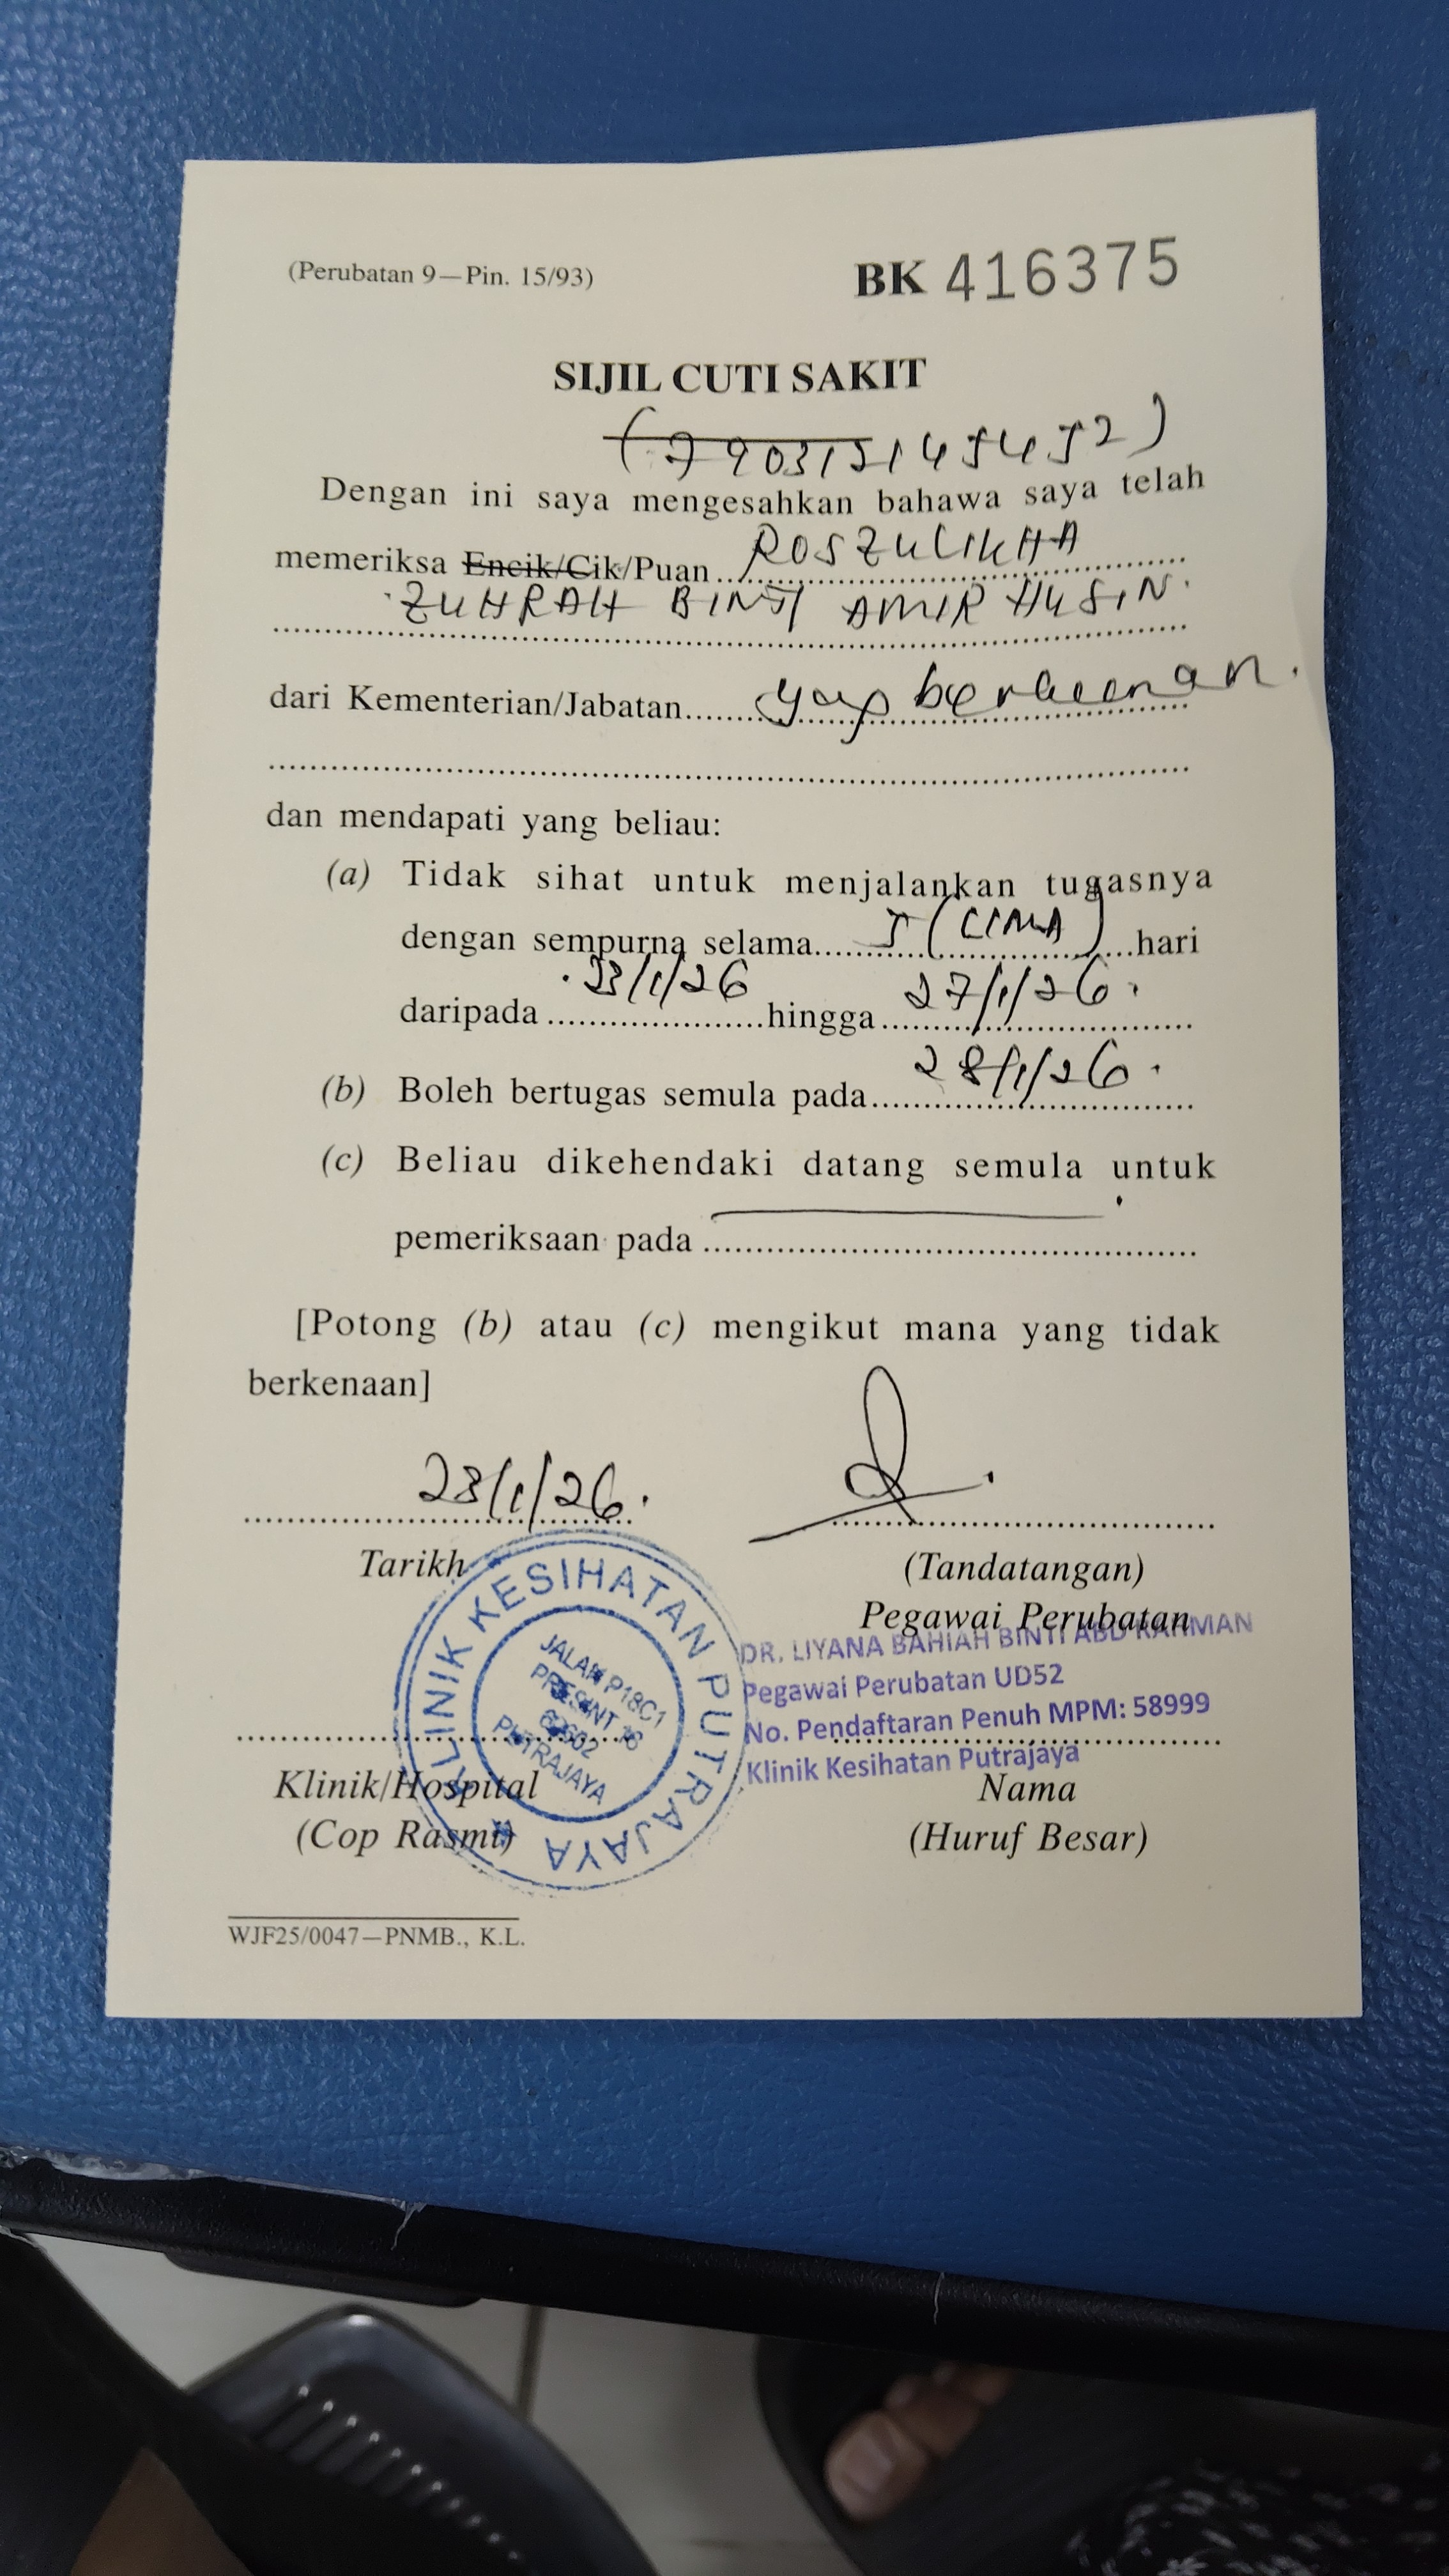 (Perubatan 9—Pin. 15/93)
BK 416375
SIJIL CUTI SAKIT
(790315145452)
Dengan ini saya mengesahkan bahawa saya telah
memeriksa Encik/Cik/Puan ROSZULIKHA
ZUHRAH BINTI AMIR HUSIN.
dari Kementerian/Jabatan yang berkenaan.
dan mendapati yang beliau:
(a) Tidak sihat untuk menjalankan tugasnya
dengan sempurna selama 5 (LIMA) hari
daripada 23/1/26 hingga 27/1/26.
(b) Boleh bertugas semula pada 28/1/26.
(c) Beliau dikehendaki datang semula untuk
pemeriksaan pada
[Potong (b) atau (c) mengikut mana yang tidak
berkenaan]
23/1/26.
Tarikh
(Tandatangan)
Pegawai Perubatan
DR. LIYANA BAHIAH BINTI ABD RAHMAN
Pegawai Perubatan UD52
No. Pendaftaran Penuh MPM: 58999
Klinik Kesihatan Putrajaya
KLINIK KESIHATAN PUTRAJAYA
JALAN P18C1
PRESINT 18
62602
PUTRAJAYA
Klinik/Hospital
(Cop Rasmi)
Nama
(Huruf Besar)
WJF25/0047—PNMB., K.L.